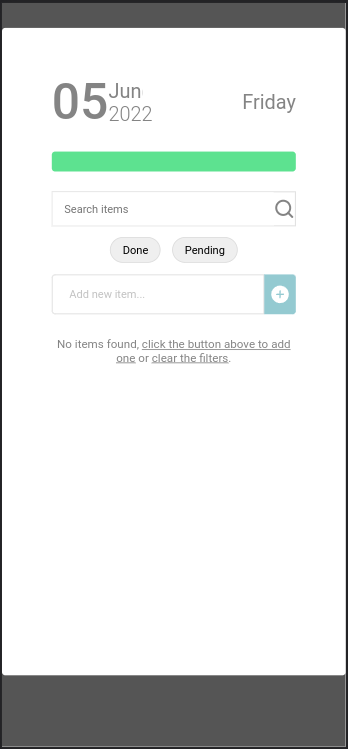 05 Jun
2022
Friday
Search items
Done Pending
Add new item...
No items found, click the button above to add
one or clear the filters.